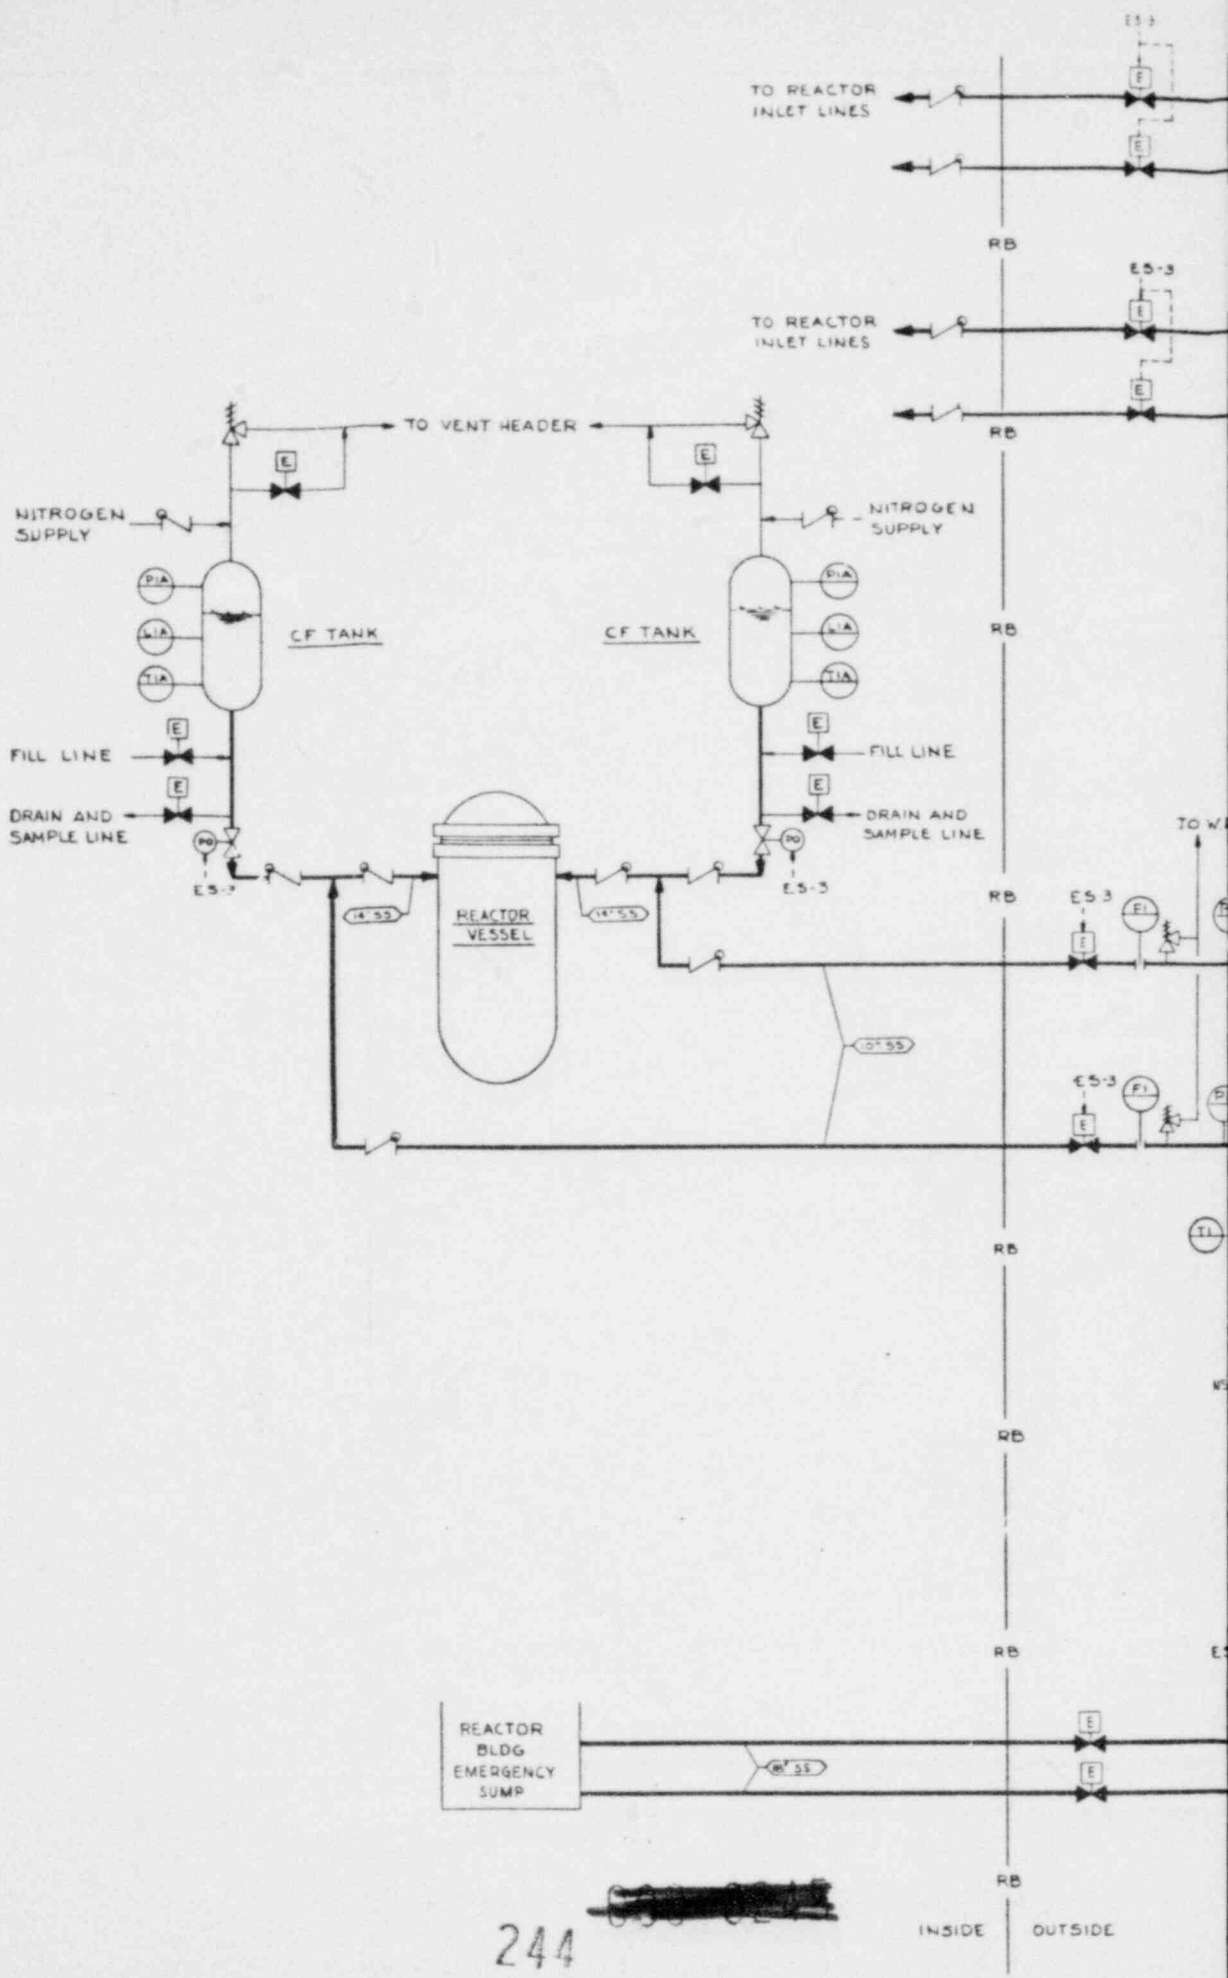 ES-3
E
TO REACTOR
INLET LINES
E
RB
ES-3
E
TO REACTOR
INLET LINES
E
RB
TO VENT HEADER
E
E
NITROGEN
SUPPLY
NITROGEN
SUPPLY
PIA
LIA
TIA
CF TANK
CF TANK
PIA
LIA
TIA
RB
E
FILL LINE
E
FILL LINE
E
DRAIN AND
SAMPLE LINE
E
DRAIN AND
SAMPLE LINE
PO
ES-3
PO
ES-3
TO
14" SS
14" SS
REACTOR
VESSEL
RB
ES-3
E
FI
10" SS
ES-3
E
FI
TI
RB
RB
RB
REACTOR
BLDG
EMERGENCY
SUMP
18" SS
E
E
RB
244
INSIDE
OUTSIDE